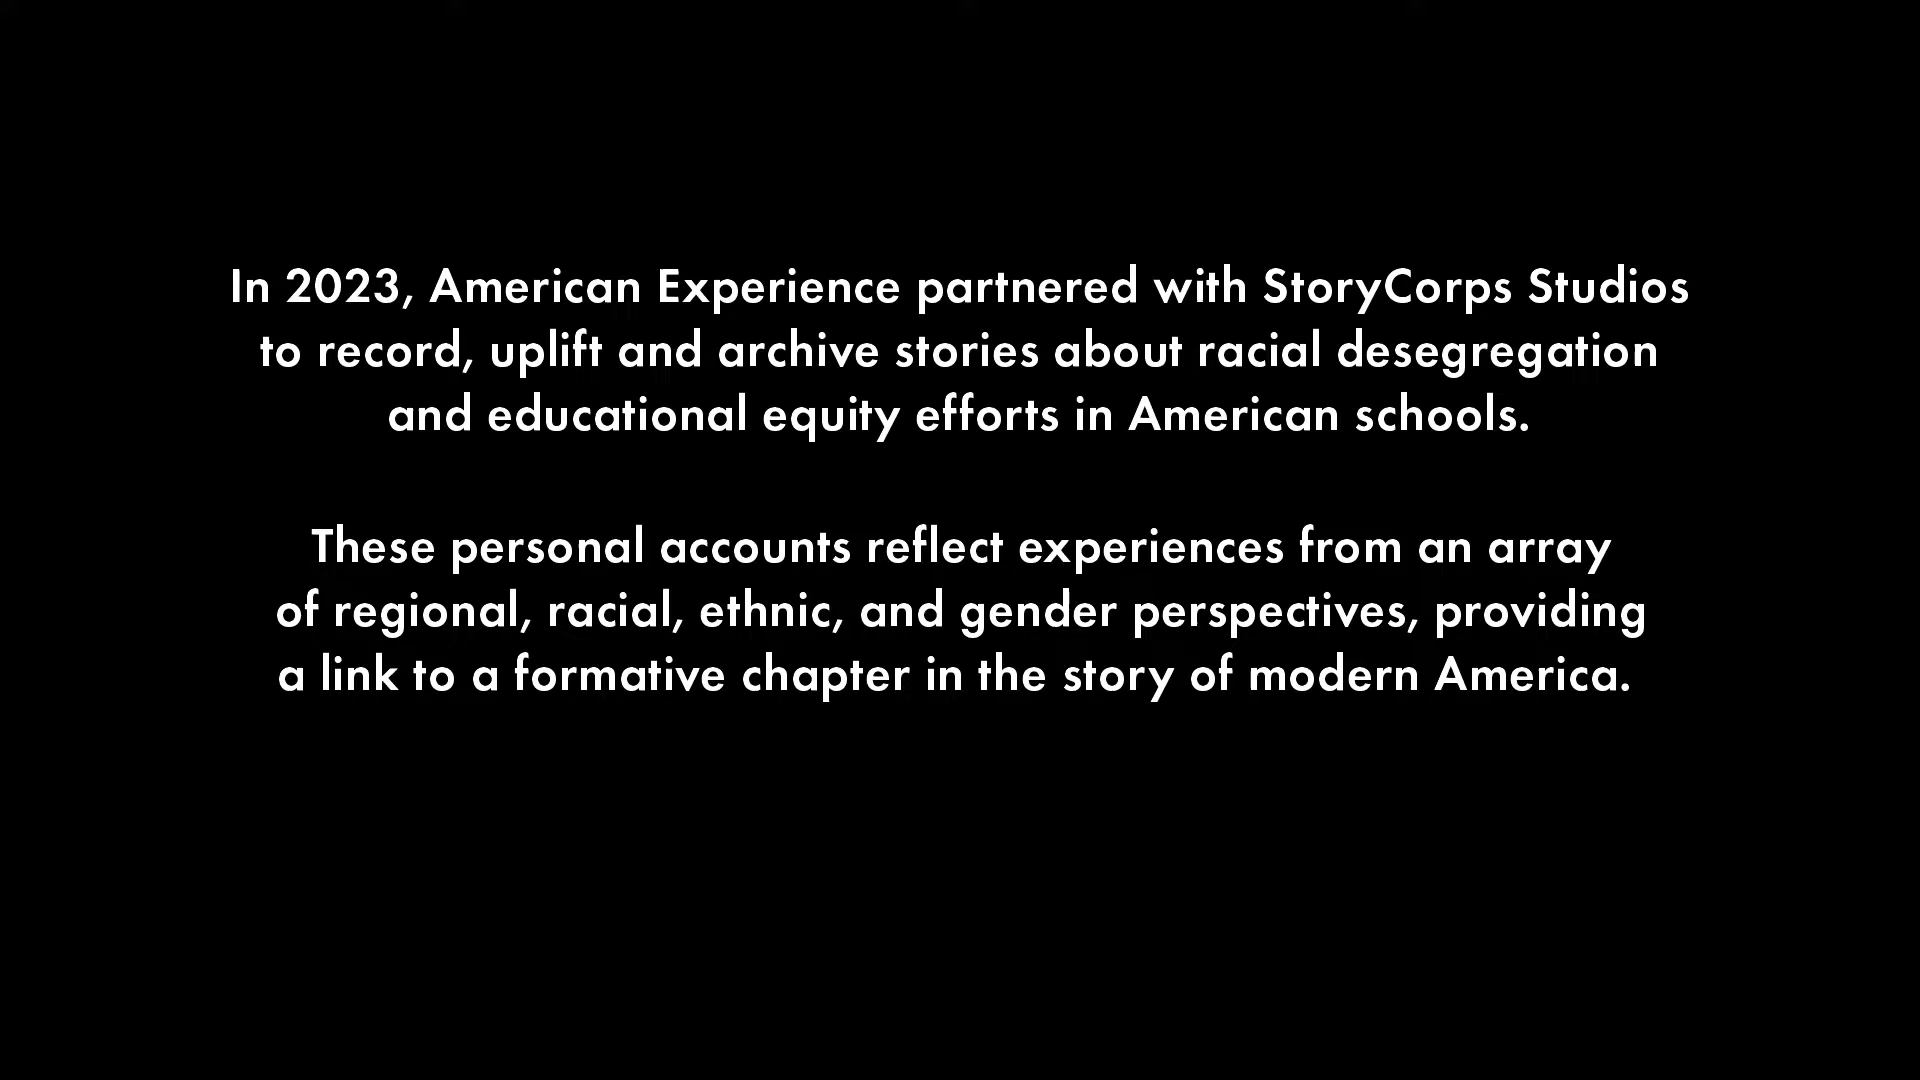 In 2023, American Experience partnered with StoryCorps Studios
to record, uplift and archive stories about racial desegregation
and educational equity efforts in American schools.
These personal accounts reflect experiences from an array
of regional, racial, ethnic, and gender perspectives, providing
a link to a formative chapter in the story of modern America.